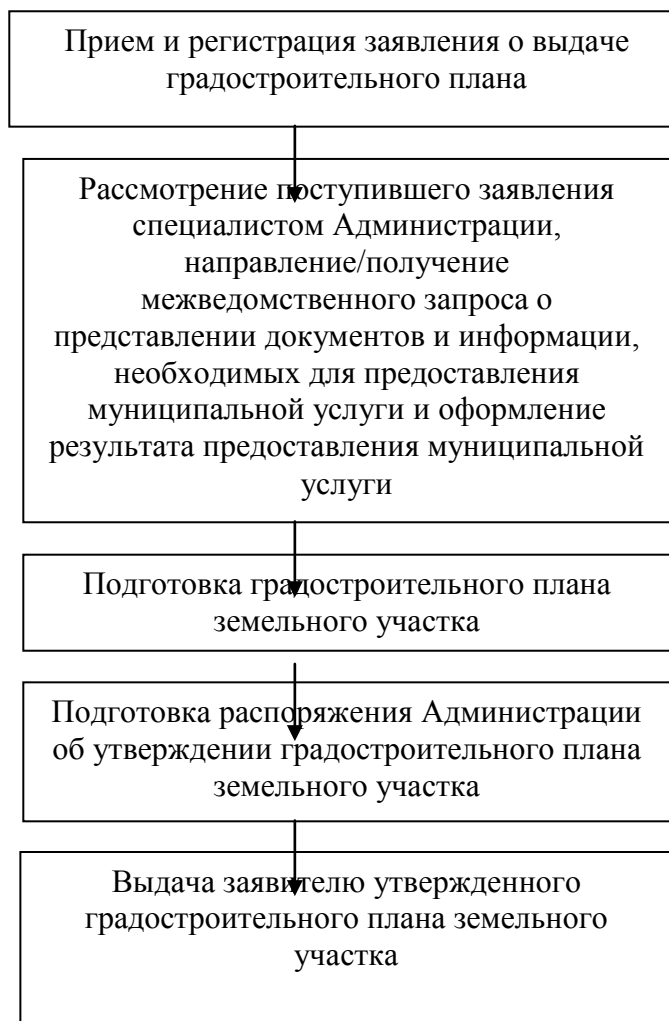 Прием и регистрация заявления о выдаче
градостроительного плана
Рассмотрение поступившего заявления
специалистом Администрации,
направление/получение
межведомственного запроса о
представлении документов и информации,
необходимых для предоставления
муниципальной услуги и оформление
результата предоставления муниципальной
услуги
Подготовка градостроительного плана
земельного участка
Подготовка распоряжения Администрации
об утверждении градостроительного плана
земельного участка
Выдача заявителю утвержденного
градостроительного плана земельного
участка